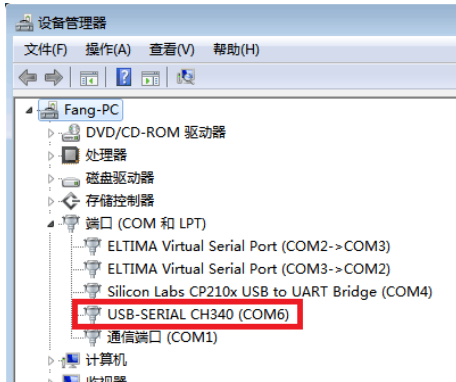 设备管理器
文件(F) 操作(A) 查看(V) 帮助(H)
Fang-PC
DVD/CD-ROM 驱动器
处理器
磁盘驱动器
存储控制器
端口 (COM 和 LPT)
ELTIMA Virtual Serial Port (COM2->COM3)
ELTIMA Virtual Serial Port (COM3->COM2)
Silicon Labs CP210x USB to UART Bridge (COM4)
USB-SERIAL CH340 (COM6)
通信端口 (COM1)
计算机
监视器